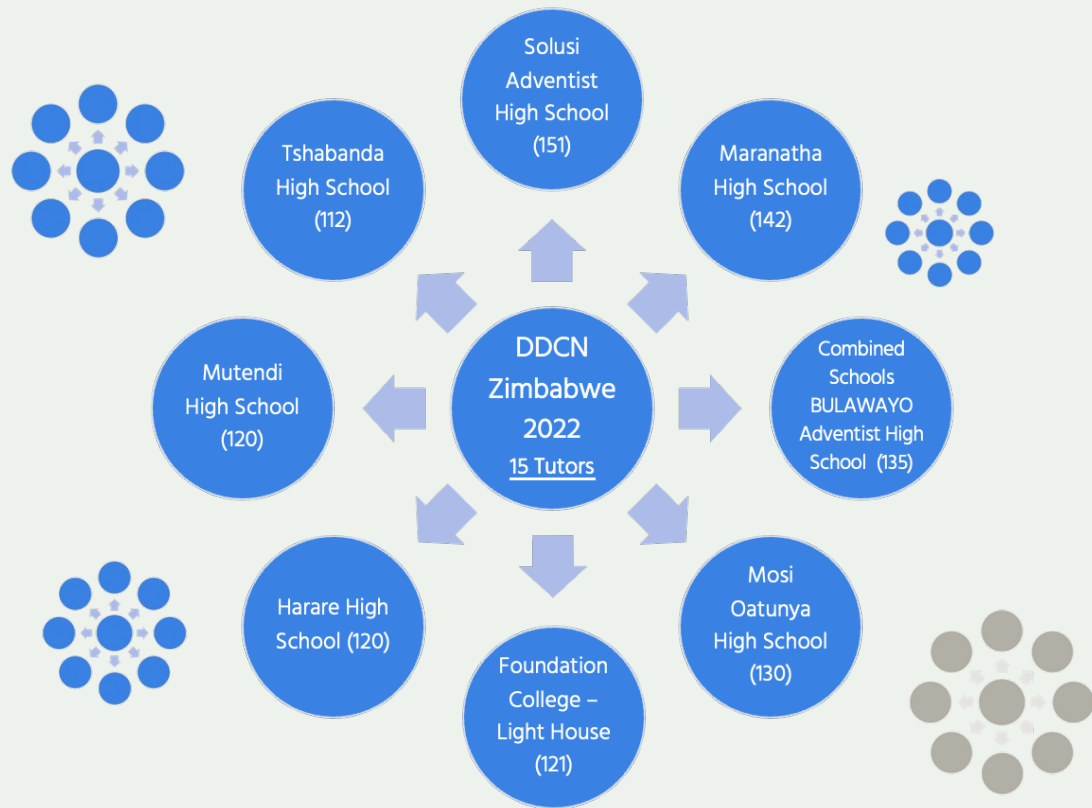 Solusi
Adventist
High School
(151)
Maranatha
High School
(142)
Combined
Schools
BULAWAYO
Adventist High
School (135)
Mosi
Oatunya
High School
(130)
Foundation
College –
Light House
(121)
Harare High
School (120)
Mutendi
High School
(120)
Tshabanda
High School
(112)
DDCN
Zimbabwe
2022
15 Tutors